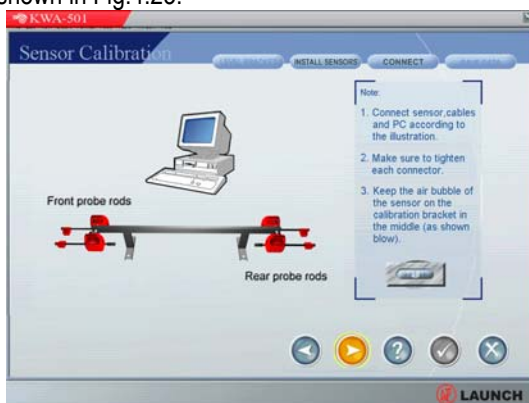 shown in Fig.4.20.
KWA-501
Sensor Calibration
INSTALL SENSORS
CONNECT
Note:
1. Connect sensor,cables
and PC according to
the illustration.
2. Make sure to tighten
each connector.
3. Keep the air bubble of
the sensor on the
calibration bracket in
the middle (as shown
blow).
Front probe rods
Rear probe rods
?
LAUNCH